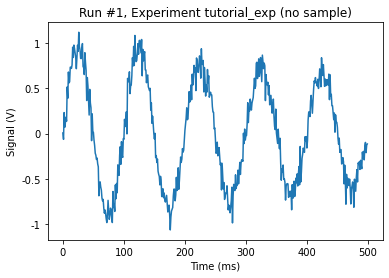 Run #1, Experiment tutorial_exp (no sample)
Signal (V)
1
0.5
0
-0.5
-1
0 100 200 300 400 500
Time (ms)